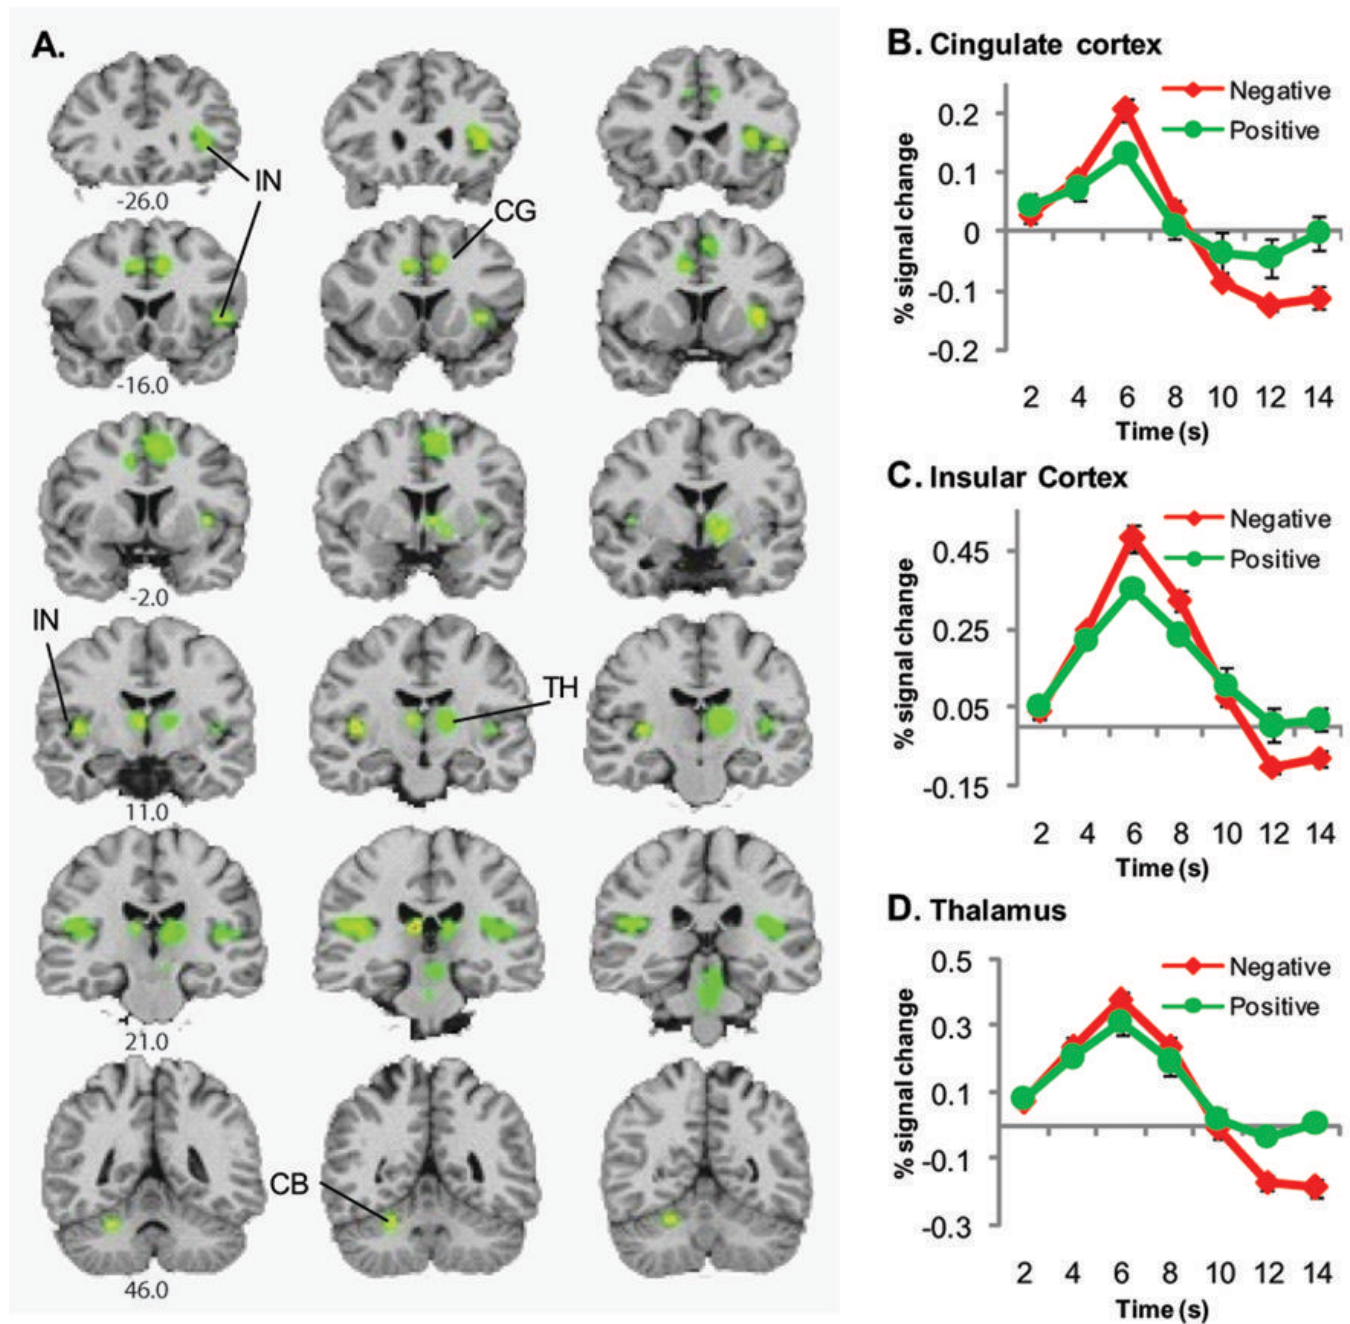 A.
IN
-26.0
CG
-16.0
-2.0
IN
TH
11.0
21.0
CB
46.0
B. Cingulate cortex
Negative
Positive
% signal change
0.2
0.1
0
-0.1
-0.2
2 4 6 8 10 12 14
Time (s)
C. Insular Cortex
Negative
Positive
% signal change
0.45
0.25
0.05
-0.15
2 4 6 8 10 12 14
Time (s)
D. Thalamus
Negative
Positive
% signal change
0.5
0.3
0.1
-0.1
-0.3
2 4 6 8 10 12 14
Time (s)